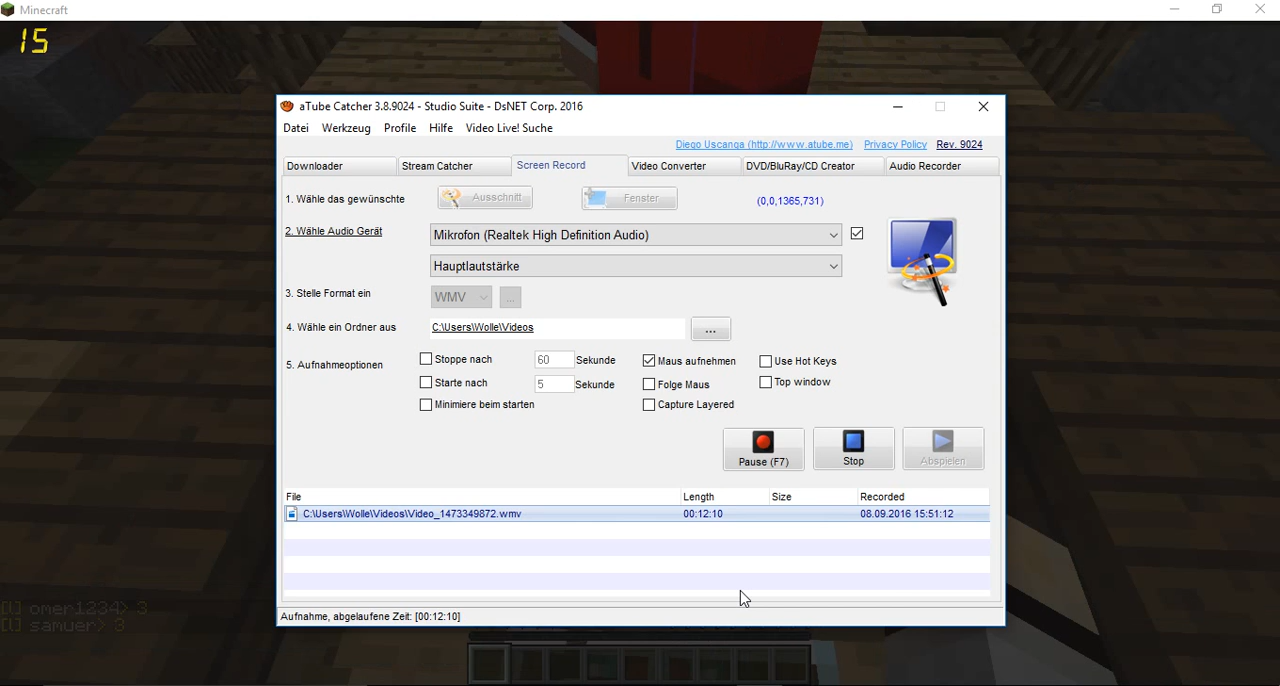 Minecraft
15
aTube Catcher 3.8.9024 - Studio Suite - DsNET Corp. 2016
Datei Werkzeug Profile Hilfe Video Live! Suche
Diego Uscanga (http://www.atube.me) Privacy Policy Rev. 9024
Downloader Stream Catcher Screen Record Video Converter DVD/BluRay/CD Creator Audio Recorder
1. Wähle das gewünschte Ausschnitt Fenster (0,0,1365,731)
2. Wähle Audio Gerät Mikrofon (Realtek High Definition Audio)
Hauptlautstärke
3. Stelle Format ein WMV ...
4. Wähle ein Ordner aus C:\Users\Wolle\Videos ...
5. Aufnahmeoptionen Stoppe nach 60 Sekunde Maus aufnehmen Use Hot Keys
Starte nach 5 Sekunde Folge Maus Top window
Minimiere beim starten Capture Layered
Pause (F7) Stop Abspielen
File Length Size Recorded
C:\Users\Wolle\Videos\Video_1473349872.wmv 00:12:10 08.09.2016 15:51:12
[l] omer1234> 3
[l] samuer> 3
Aufnahme, abgelaufene Zeit: [00:12:10]